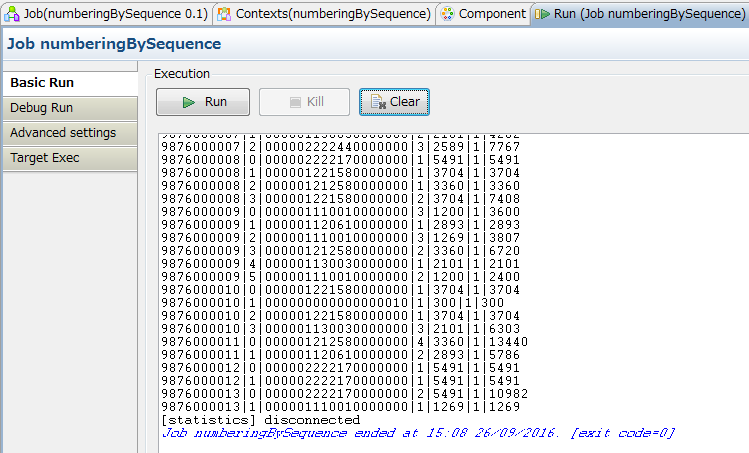 Job(numberingBySequence 0.1)
Contexts(numberingBySequence)
Component
Run (Job numberingBySequence)
Job numberingBySequence
Basic Run
Debug Run
Advanced settings
Target Exec
Execution
Run
Kill
Clear
9876000007|1|000001130030000000|2|2101|1|4202
9876000007|2|000002222440000000|3|2589|1|7767
9876000008|0|000002222170000000|1|5491|1|5491
9876000008|1|000001221580000000|1|3704|1|3704
9876000008|2|000001212580000000|1|3360|1|3360
9876000008|3|000001221580000000|2|3704|1|7408
9876000009|0|000001110010000000|3|1200|1|3600
9876000009|1|000001120610000000|1|2893|1|2893
9876000009|2|000001110010000000|3|1269|1|3807
9876000009|3|000001212580000000|2|3360|1|6720
9876000009|4|000001130030000000|1|2101|1|2101
9876000009|5|000001110010000000|2|1200|1|2400
9876000010|0|000001221580000000|1|3704|1|3704
9876000010|1|000000000000000010|1|300|1|300
9876000010|2|000001221580000000|1|3704|1|3704
9876000010|3|000001130030000000|3|2101|1|6303
9876000011|0|000001212580000000|4|3360|1|13440
9876000011|1|000001120610000000|2|2893|1|5786
9876000012|0|000002222170000000|1|5491|1|5491
9876000012|1|000002222170000000|1|5491|1|5491
9876000013|0|000002222170000000|2|5491|1|10982
9876000013|1|000001110010000000|1|1269|1|1269
[statistics] disconnected
Job numberingBySequence ended at 15:08 26/09/2016. [exit code=0]